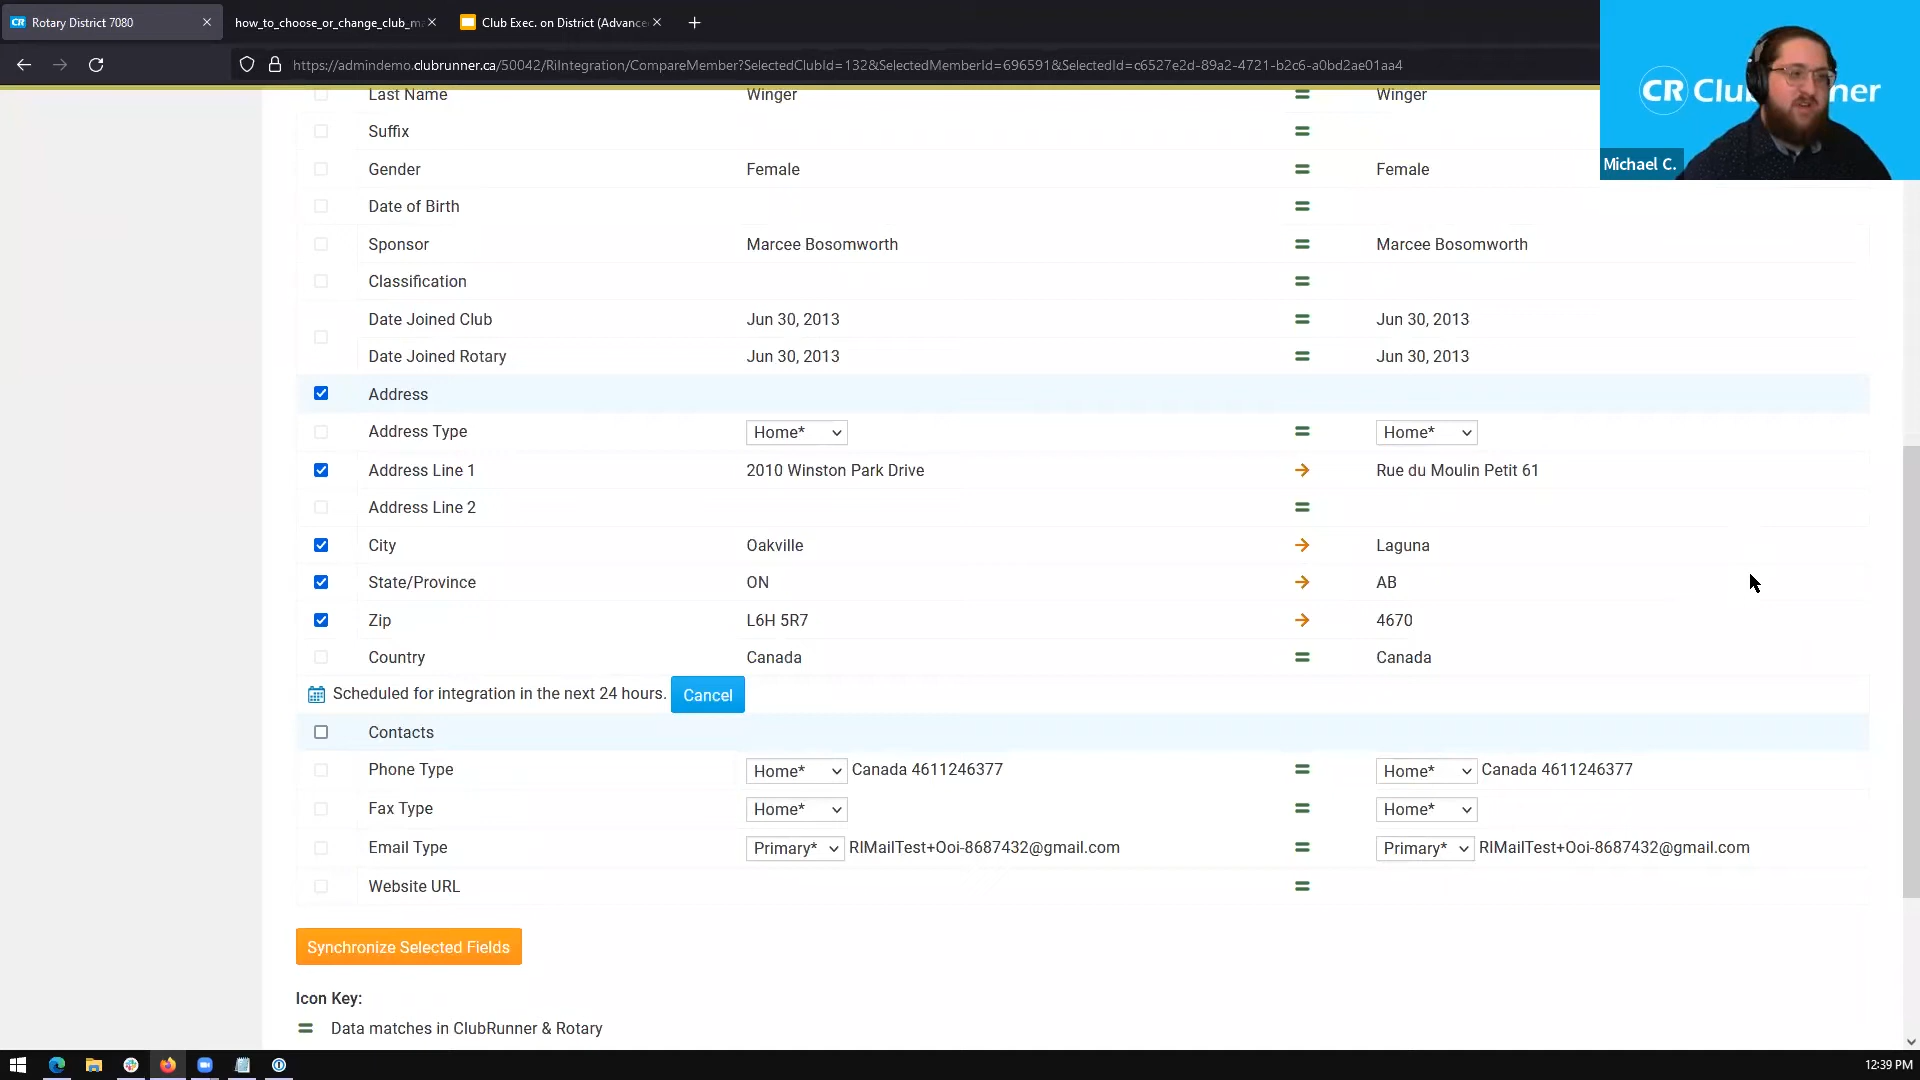 Rotary District 7080
how_to_choose_or_change_club_m
Club Exec. on District (Advance
https://admindemo.clubrunner.ca/50042/RiIntegration/CompareMember?SelectedClubId=132&SelectedMemberId=696591&SelectedId=c6527e2d-89a2-4721-b2c6-a0bd2ae01aa4
CR Clu ner
Michael C.
Last Name Winger Winger
Suffix
Gender Female Female
Date of Birth
Sponsor Marcee Bosomworth Marcee Bosomworth
Classification
Date Joined Club Jun 30, 2013 Jun 30, 2013
Date Joined Rotary Jun 30, 2013 Jun 30, 2013
Address
Address Type Home* Home*
Address Line 1 2010 Winston Park Drive Rue du Moulin Petit 61
Address Line 2
City Oakville Laguna
State/Province ON AB
Zip L6H 5R7 4670
Country Canada Canada
Scheduled for integration in the next 24 hours. Cancel
Contacts
Phone Type Home* Canada 4611246377 Home* Canada 4611246377
Fax Type Home* Home*
Email Type Primary* RIMailTest+Ooi-8687432@gmail.com Primary* RIMailTest+Ooi-8687432@gmail.com
Website URL
Synchronize Selected Fields
Icon Key:
Data matches in ClubRunner & Rotary
12:39 PM